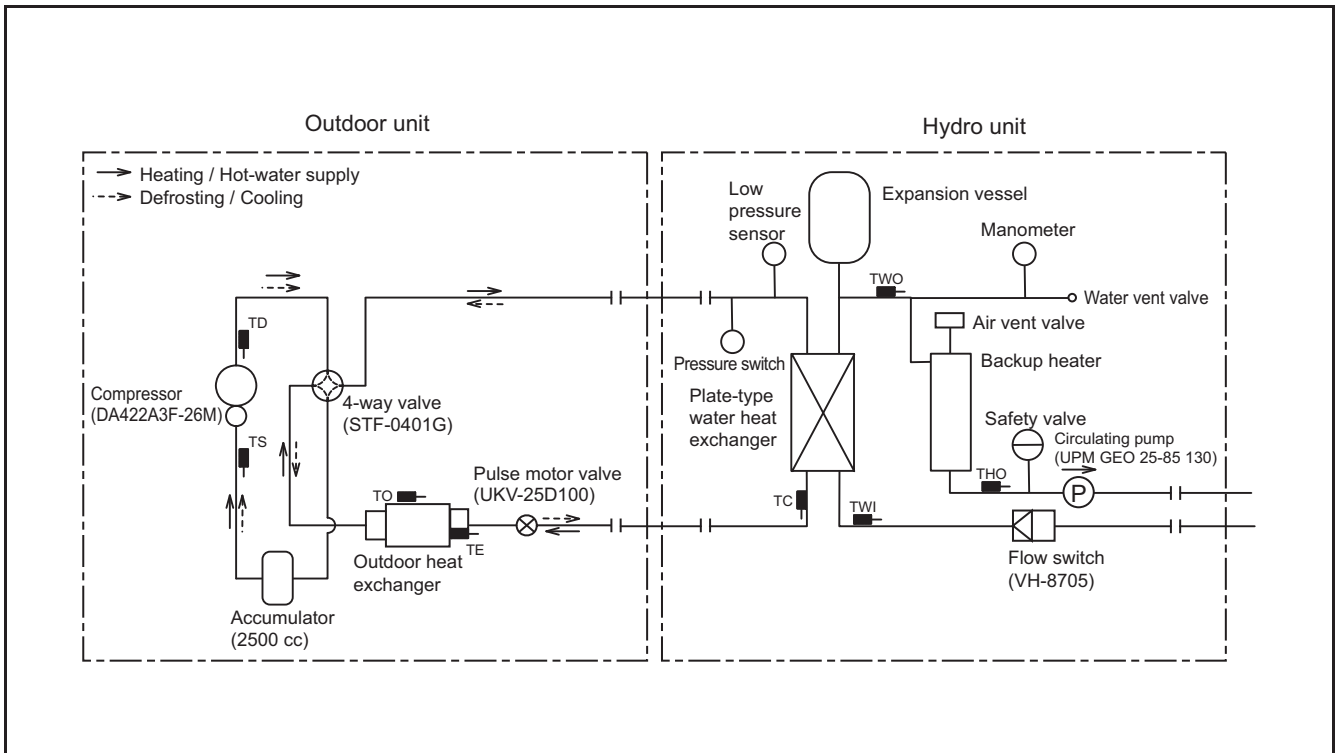 Outdoor unit
Heating / Hot-water supply
Defrosting / Cooling
TD
Compressor
(DA422A3F-26M)
TS
4-way valve
(STF-0401G)
Pulse motor valve
(UKV-25D100)
TO
TE
Outdoor heat
exchanger
Accumulator
(2500 cc)
Hydro unit
Low
pressure
sensor
Expansion vessel
Manometer
TWO
Water vent valve
Air vent valve
Pressure switch
Backup heater
Plate-type
water heat
exchanger
Safety valve
Circulating pump
(UPM GEO 25-85 130)
THO
P
TC
TWI
Flow switch
(VH-8705)